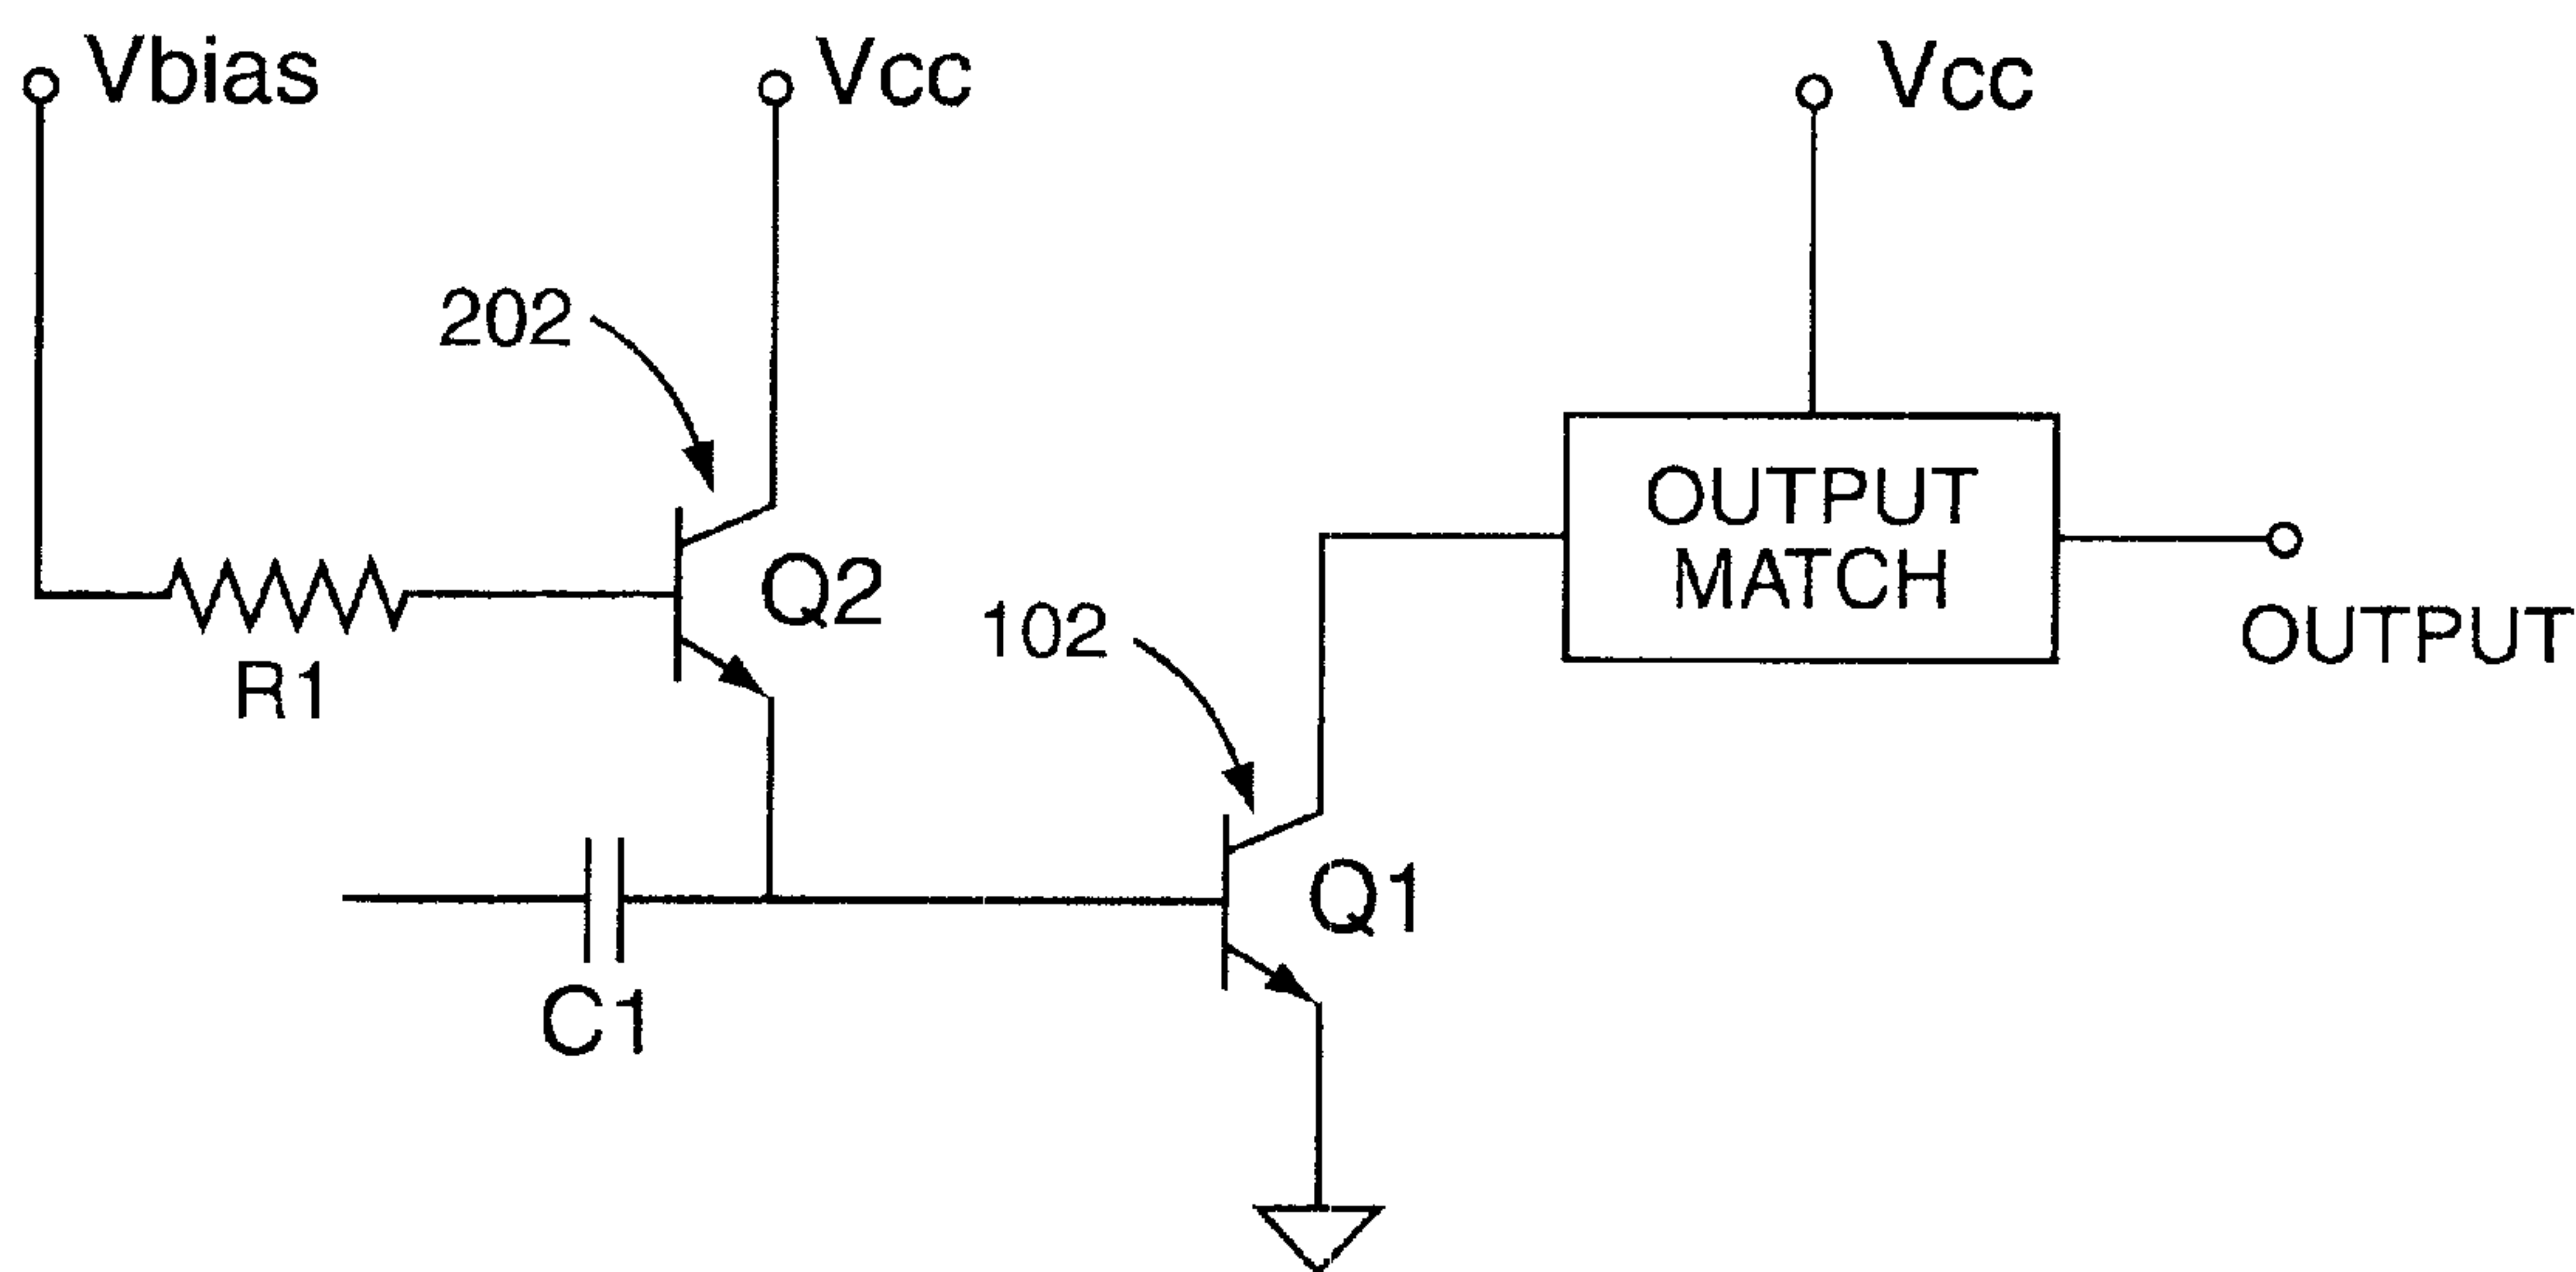 Vbias
Vcc
Vcc
202
OUTPUT
MATCH
Q2
102
OUTPUT
R1
Q1
C1